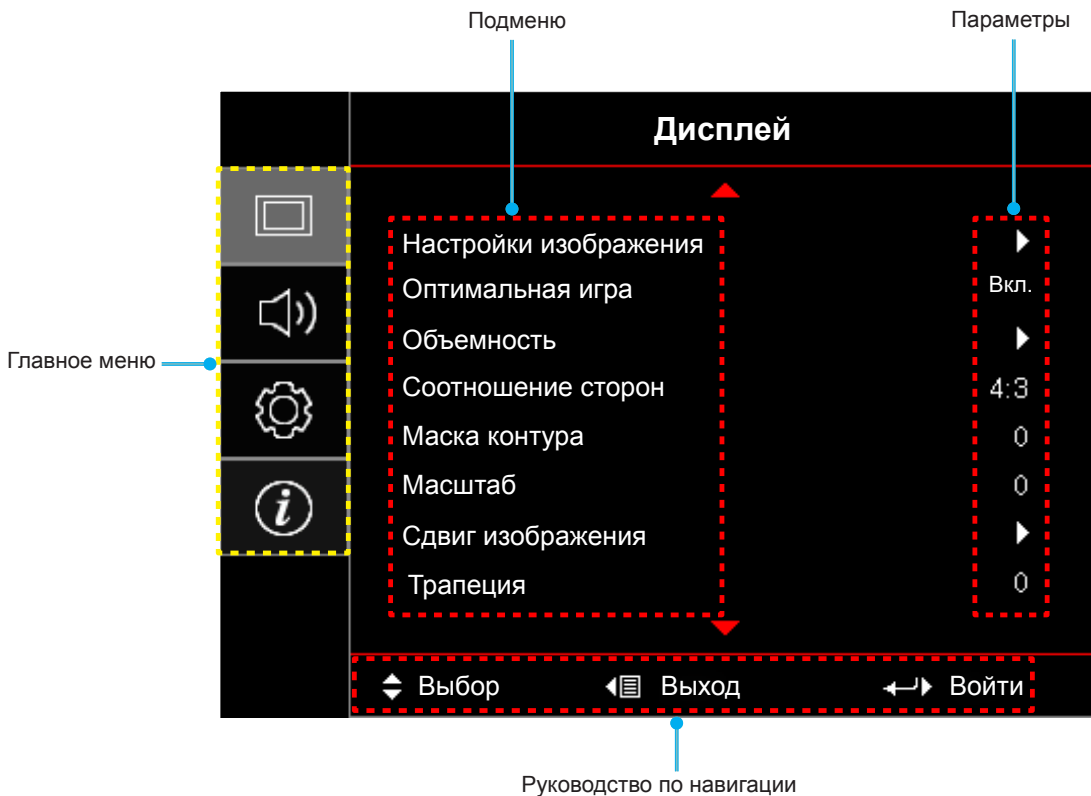 Подменю
Параметры
Дисплей
Главное меню
Настройки изображения
Оптимальная игра Вкл.
Объемность
Соотношение сторон 4:3
Маска контура 0
Масштаб 0
Сдвиг изображения
Трапеция 0
Выбор Выход Войти
Руководство по навигации